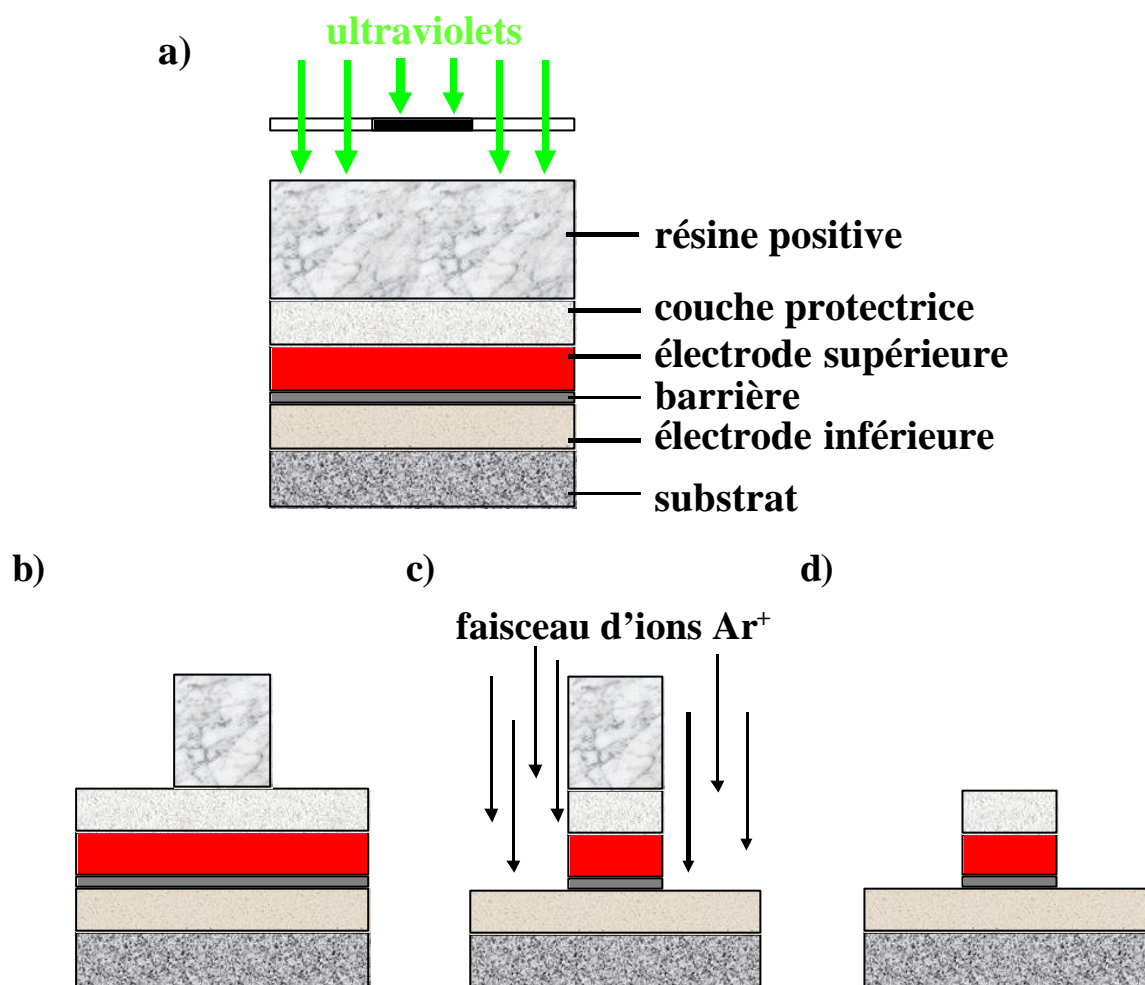 a)
ultraviolets
résine positive
couche protectrice
électrode supérieure
barrière
électrode inférieure
substrat
b)
c)
d)
faisceau d’ions Ar⁺